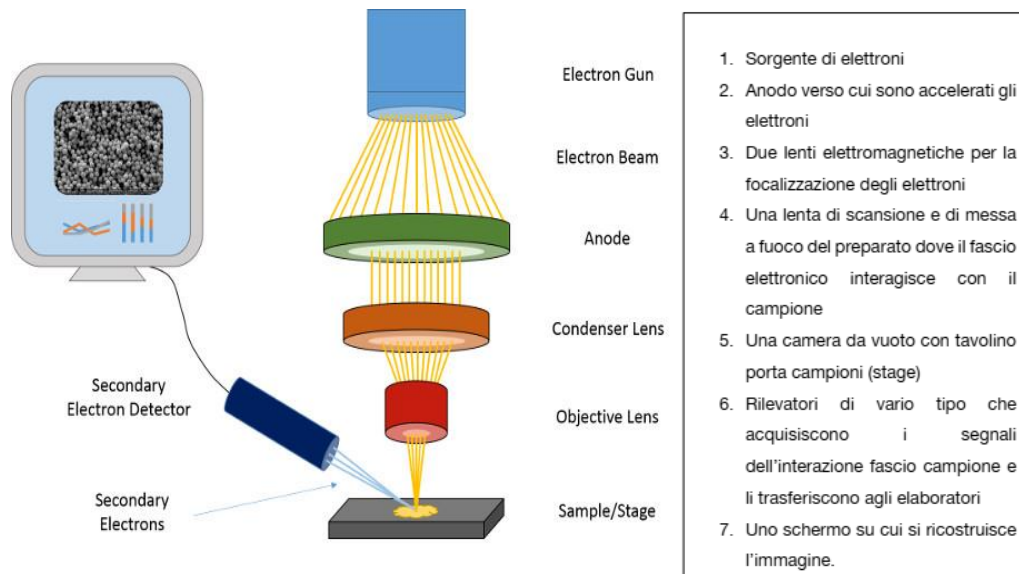 Electron Gun
Electron Beam
Anode
Condenser Lens
Secondary
Electron Detector
Objective Lens
Secondary
Electrons
Sample/Stage
1. Sorgente di elettroni
2. Anodo verso cui sono accelerati gli
elettroni
3. Due lenti elettromagnetiche per la
focalizzazione degli elettroni
4. Una lenta di scansione e di messa
a fuoco del preparato dove il fascio
elettronico interagisce con il
campione
5. Una camera da vuoto con tavolino
porta campioni (stage)
6. Rilevatori di vario tipo che
acquisiscono i segnali
dell'interazione fascio campione e
li trasferiscono agli elaboratori
7. Uno schermo su cui si ricostruisce
l'immagine.